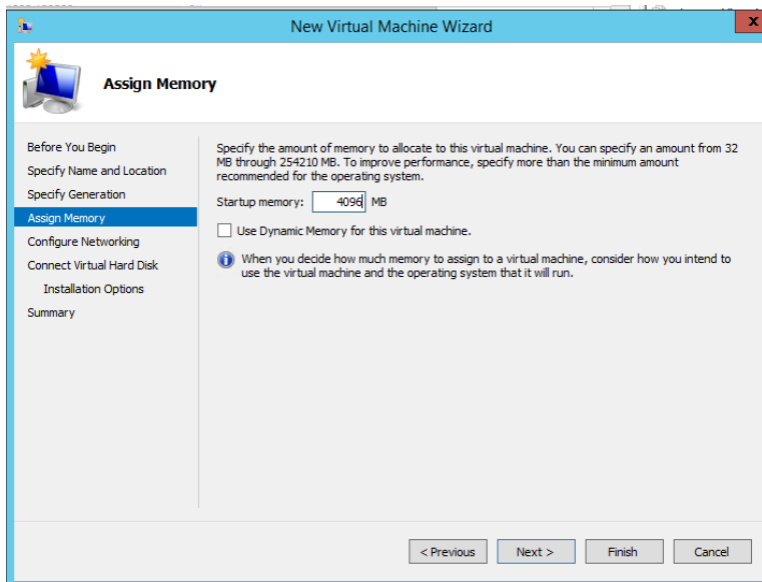 New Virtual Machine Wizard
x
Assign Memory
Before You Begin
Specify Name and Location
Specify Generation
Assign Memory
Configure Networking
Connect Virtual Hard Disk
Installation Options
Summary
Specify the amount of memory to allocate to this virtual machine. You can specify an amount from 32
MB through 254210 MB. To improve performance, specify more than the minimum amount
recommended for the operating system.
Startup memory: 4096 MB
Use Dynamic Memory for this virtual machine.
When you decide how much memory to assign to a virtual machine, consider how you intend to
use the virtual machine and the operating system that it will run.
< Previous Next > Finish Cancel